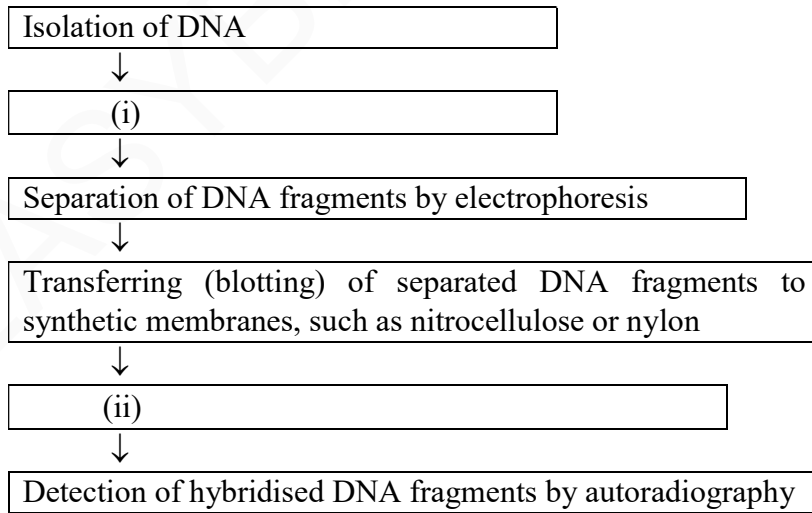 Isolation of DNA
↓
(i)
↓
Separation of DNA fragments by electrophoresis
↓
Transferring (blotting) of separated DNA fragments to
synthetic membranes, such as nitrocellulose or nylon
↓
(ii)
↓
Detection of hybridised DNA fragments by autoradiography